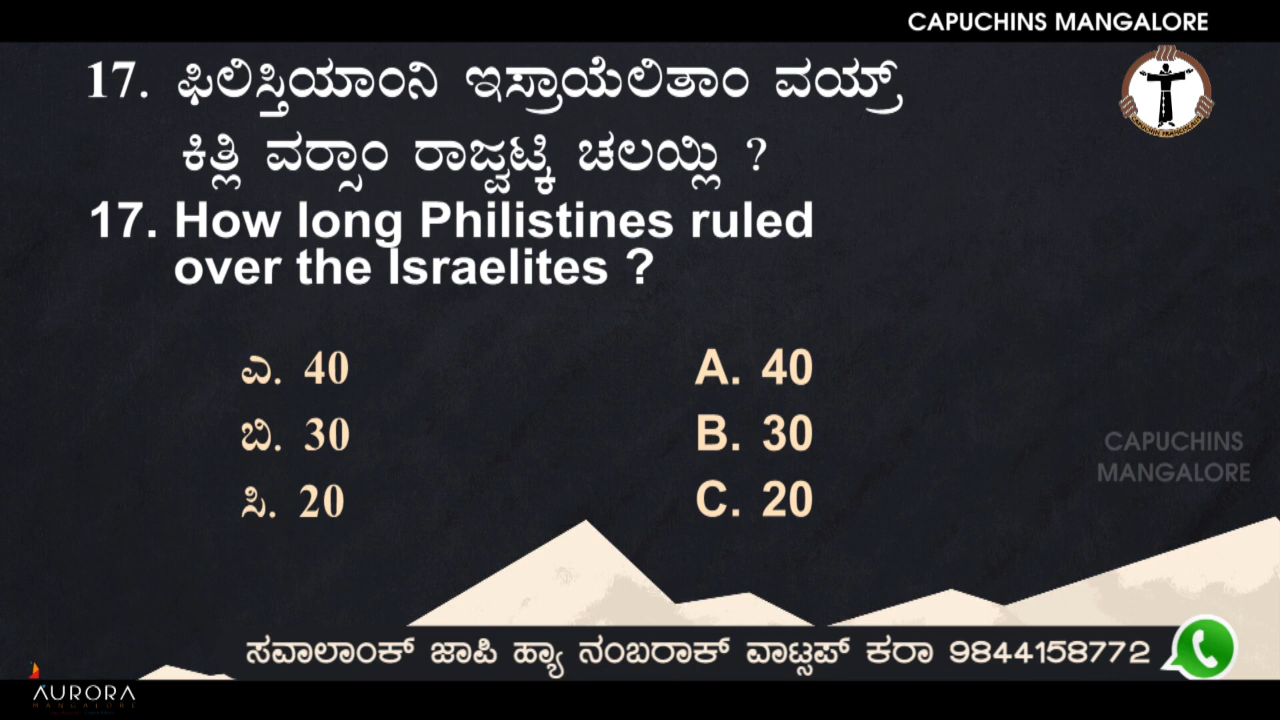 CAPUCHINS MANGALORE
17. ಫಿಲಿಸ್ತಿಯಾಂನಿ ಇಸ್ರಾಯೆಲಿತಾಂ ವಯ್ರ್
ಕಿತ್ಲಿ ವರ್‍ಸಾಂ ರಾಜ್ವಟ್ಕಿ ಚಲಯ್ಲಿ ?
17. How long Philistines ruled
over the Israelites ?
ಎ. 40
ಬಿ. 30
ಸಿ. 20
A. 40
B. 30
C. 20
CAPUCHINS
MANGALORE
ಸವಾಲಾಂಕ್ ಜಾಪಿ ಹ್ಯಾ ನಂಬರಾಕ್ ವಾಟ್ಸಪ್ ಕರಾ 9844158772
AURORA
MANGALORE